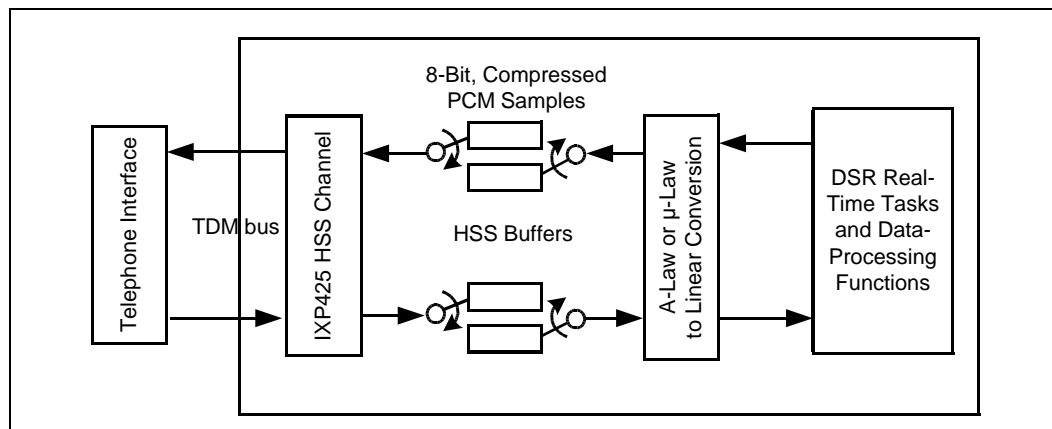 8-Bit, Compressed
PCM Samples
Telephone Interface
TDM bus
IXP425 HSS Channel
HSS Buffers
A-Law or μ-Law
to Linear Conversion
DSR Real-
Time Tasks
and Data-
Processing
Functions